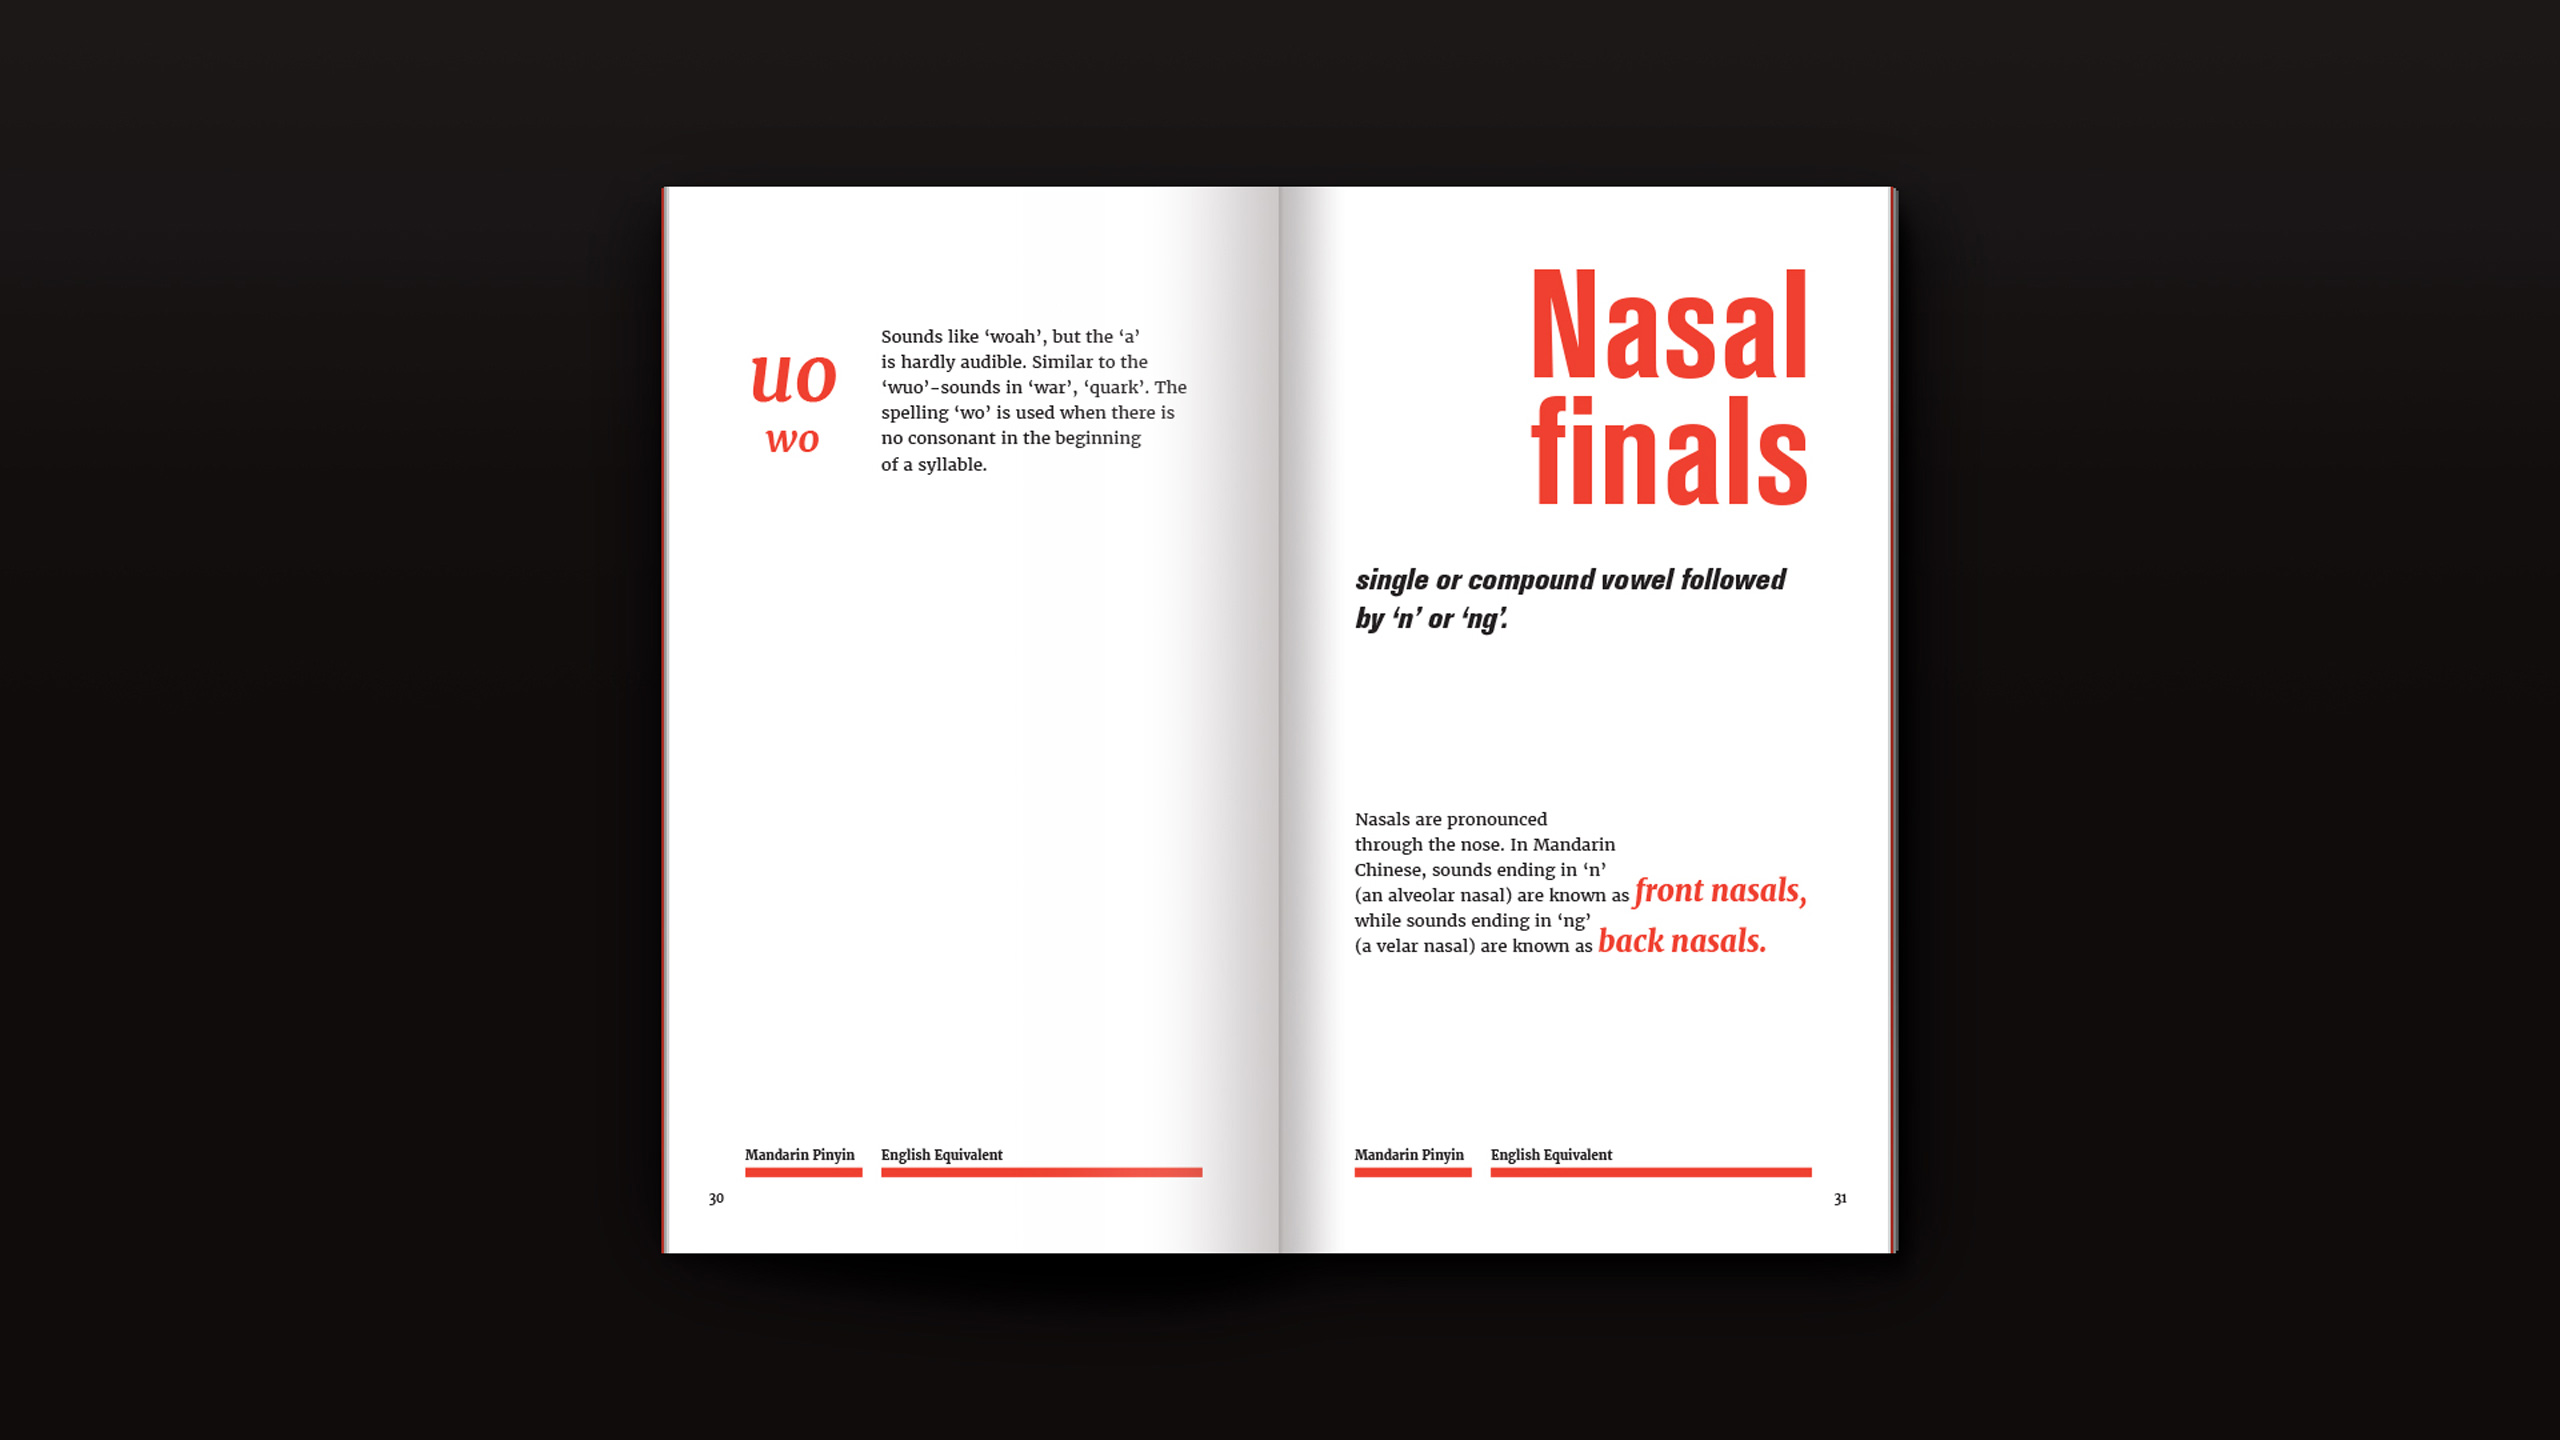 uo
wo
Sounds like ‘woah’, but the ‘a’
is hardly audible. Similar to the
‘wuo’-sounds in ‘war’, ‘quark’. The
spelling ‘wo’ is used when there is
no consonant in the beginning
of a syllable.
Mandarin Pinyin
English Equivalent
30
Nasal
finals
single or compound vowel followed
by ‘n’ or ‘ng’.
Nasals are pronounced
through the nose. In Mandarin
Chinese, sounds ending in ‘n’
(an alveolar nasal) are known as front nasals,
while sounds ending in ‘ng’
(a velar nasal) are known as back nasals.
Mandarin Pinyin
English Equivalent
31